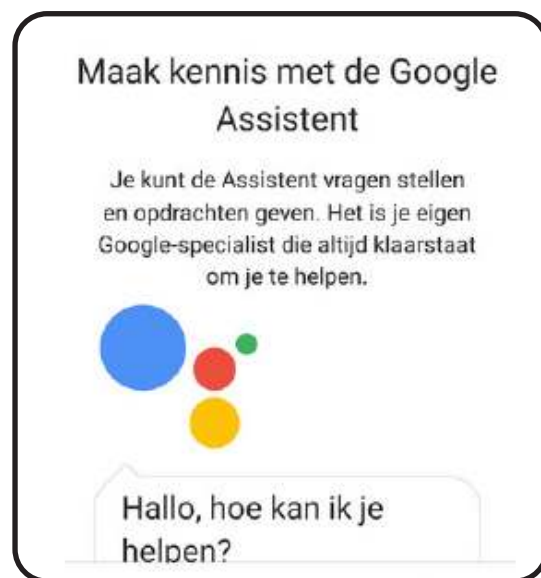 Maak kennis met de Google
Assistent
Je kunt de Assistent vragen stellen
en opdrachten geven. Het is je eigen
Google-specialist die altijd klaarstaat
om je te helpen.
Hallo, hoe kan ik je
helpen?